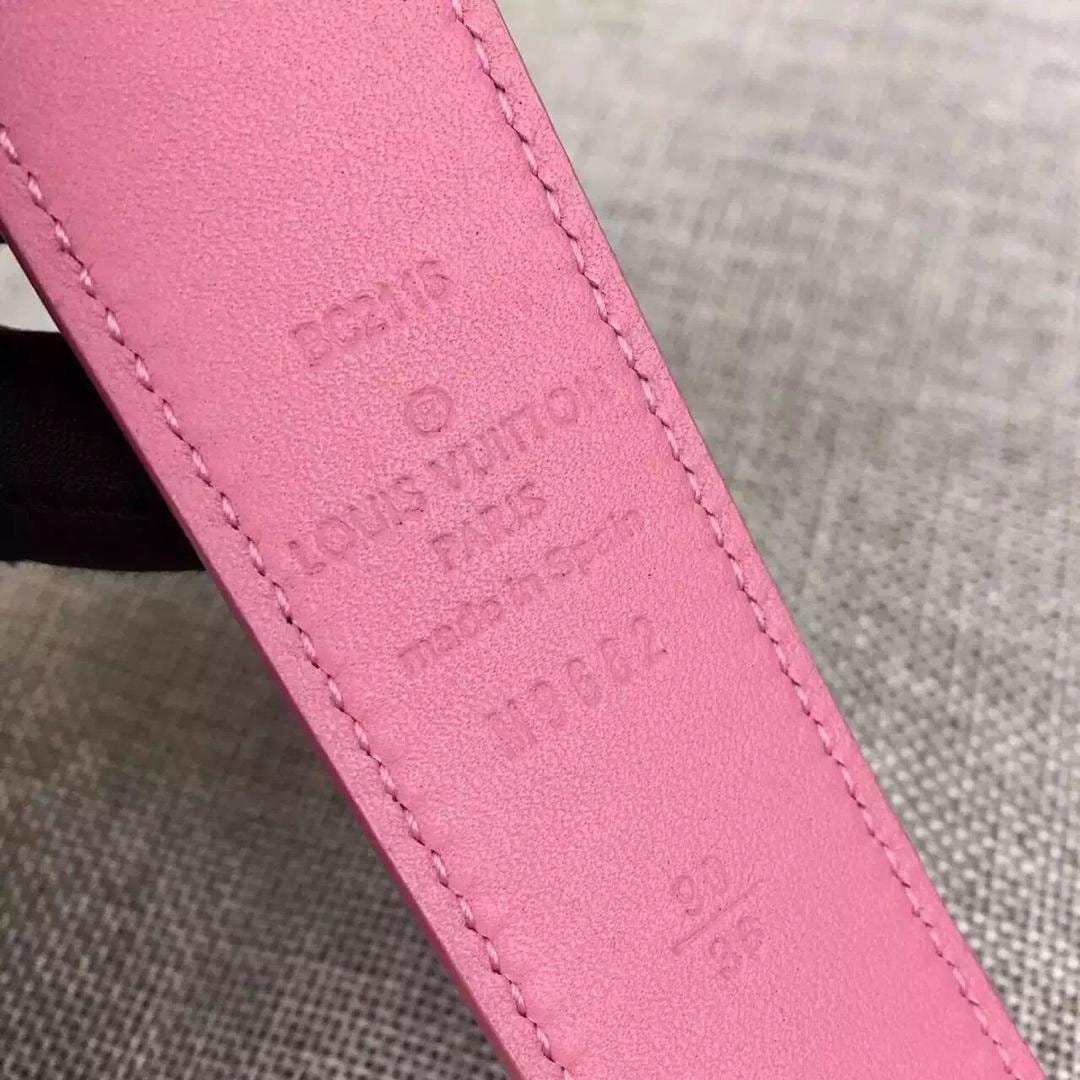 BC2116
®
LOUIS VUITTON
PARIS
made in Spain
M9662
90/36